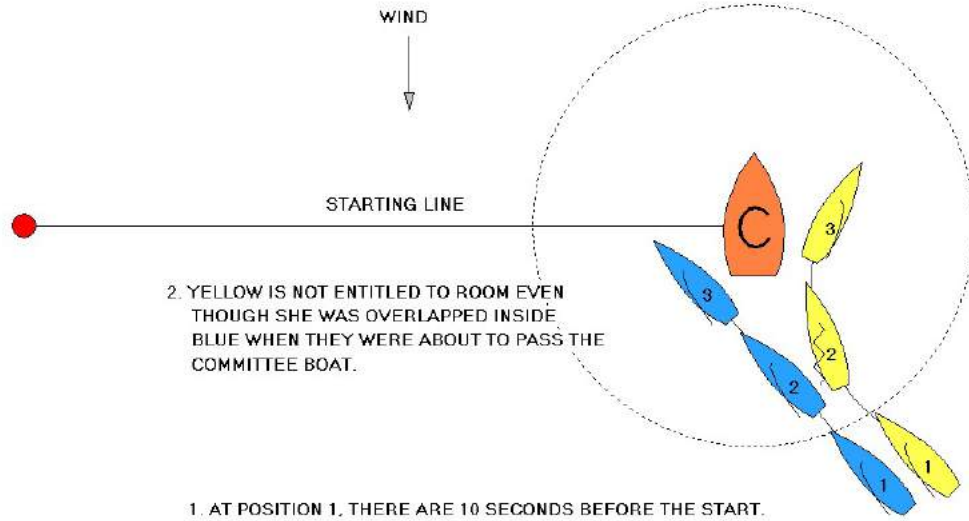 WIND
STARTING LINE
C
3
2. YELLOW IS NOT ENTITLED TO ROOM EVEN
THOUGH SHE WAS OVERLAPPED INSIDE
BLUE WHEN THEY WERE ABOUT TO PASS THE
COMMITTEE BOAT.
3
2
2
1
1
1. AT POSITION 1, THERE ARE 10 SECONDS BEFORE THE START.